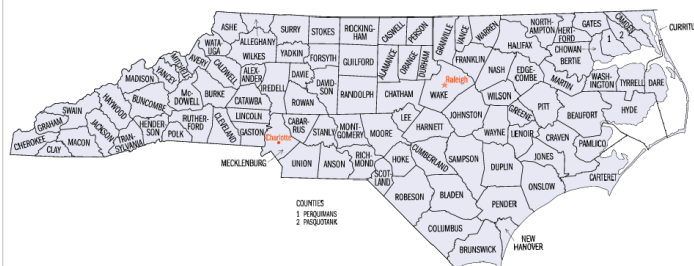 ASHE
ALLEGHANY
SURRY
STOKES
ROCKING-
HAM
CASWELL
PERSON
GRANVILLE
VANCE
WARREN
NORTH-
AMPTON
HERT-
FORD
GATES
CAMDEN
CURRITU
WATA-
UGA
WILKES
YADKIN
FORSYTH
GUILFORD
ALAMANCE
ORANGE
DURHAM
FRANKLIN
HALIFAX
CHOWAN
BERTIE
1
2
MITCHELL
AVERY
CALDWELL
ALEX-
ANDER
IREDELL
DAVIE
DAVID-
SON
RANDOLPH
CHATHAM
Raleigh
WAKE
NASH
EDGE-
COMBE
MARTIN
WASH-
INGTON
TYRRELL
DARE
MADISON
YANCEY
Mc-
DOWELL
BURKE
CATAWBA
ROWAN
WILSON
PITT
BEAUFORT
HYDE
SWAIN
HAYWOOD
BUNCOMBE
RUTHER-
FORD
CLEVELAND
LINCOLN
GASTON
CABAR-
RUS
STANLY
MONT-
GOMERY
MOORE
LEE
HARNETT
JOHNSTON
GREENE
WAYNE
LENOIR
CRAVEN
PAMLICO
GRAHAM
CHEROKEE
CLAY
MACON
JACKSON
TRAN-
SYLVANIA
HENDER
SON
POLK
Charlotte
MECKLENBURG
UNION
ANSON
RICH-
MOND
SCOT-
LAND
HOKE
CUMBERLAND
SAMPSON
DUPLIN
JONES
CARTERET
ONSLOW
ROBESON
BLADEN
PENDER
COLUMBUS
BRUNSWICK
NEW
HANOVER
COUNTIES
1 PERQUIMANS
2 PASQUOTANK